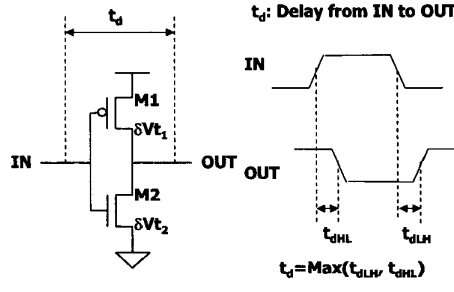 t_d
t_d: Delay from IN to OUT
IN
M1
δVt₁
IN
OUT
M2
δVt₂
OUT
t_dHL
t_dLH
t_d=Max(t_dLH, t_dHL)